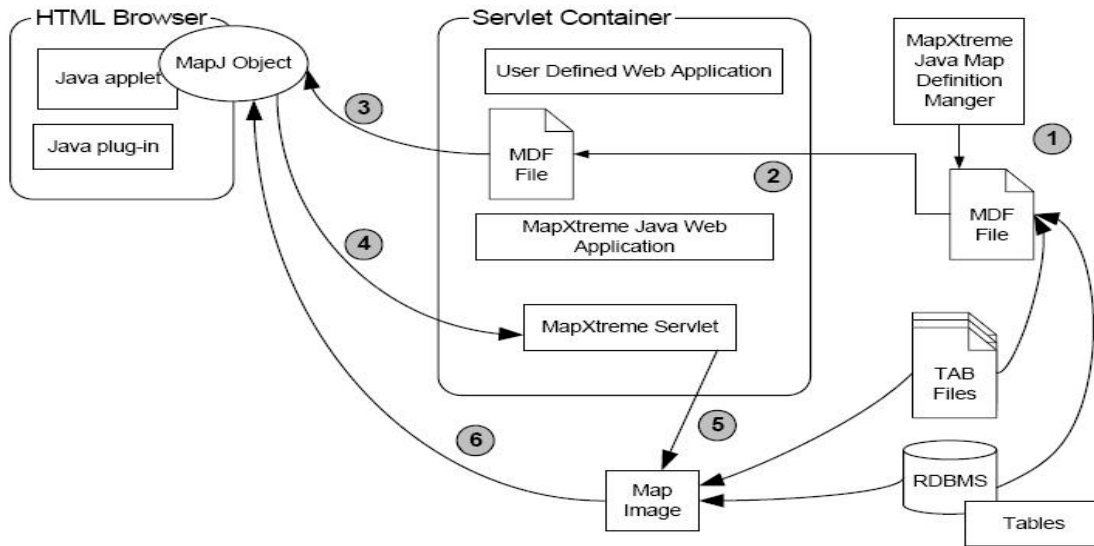 HTML Browser
Java applet
MapJ Object
Java plug-in
Servlet Container
User Defined Web Application
MDF
File
MapXtreme Java Web
Application
MapXtreme Servlet
MapXtreme
Java Map
Definition
Manger
1
2
3
4
5
6
MDF
File
TAB
Files
RDBMS
Tables
Map
Image